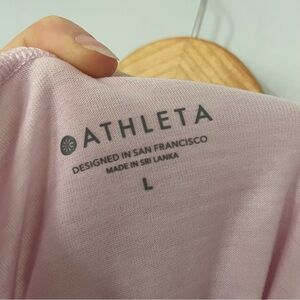 ATHLETA
DESIGNED IN SAN FRANCISCO
MADE IN SRI LANKA
L